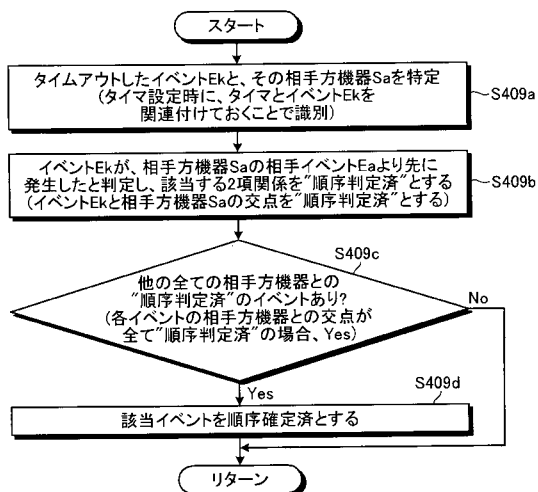 スタート
タイムアウトしたイベントEkと、その相手方機器Saを特定
(タイマ設定時に、タイマとイベントEkを
関連付けておくことで識別)
S409a
イベントEkが、相手方機器Saの相手イベントEaより先に
発生したと判定し、該当する2項関係を"順序判定済"とする
(イベントEkと相手方機器Saの交点を"順序判定済"とする)
S409b
S409c
他の全ての相手方機器との
"順序判定済"のイベントあり?
(各イベントの相手方機器との交点が
全て"順序判定済"の場合、Yes)
No
Yes
S409d
該当イベントを順序確定済とする
リターン